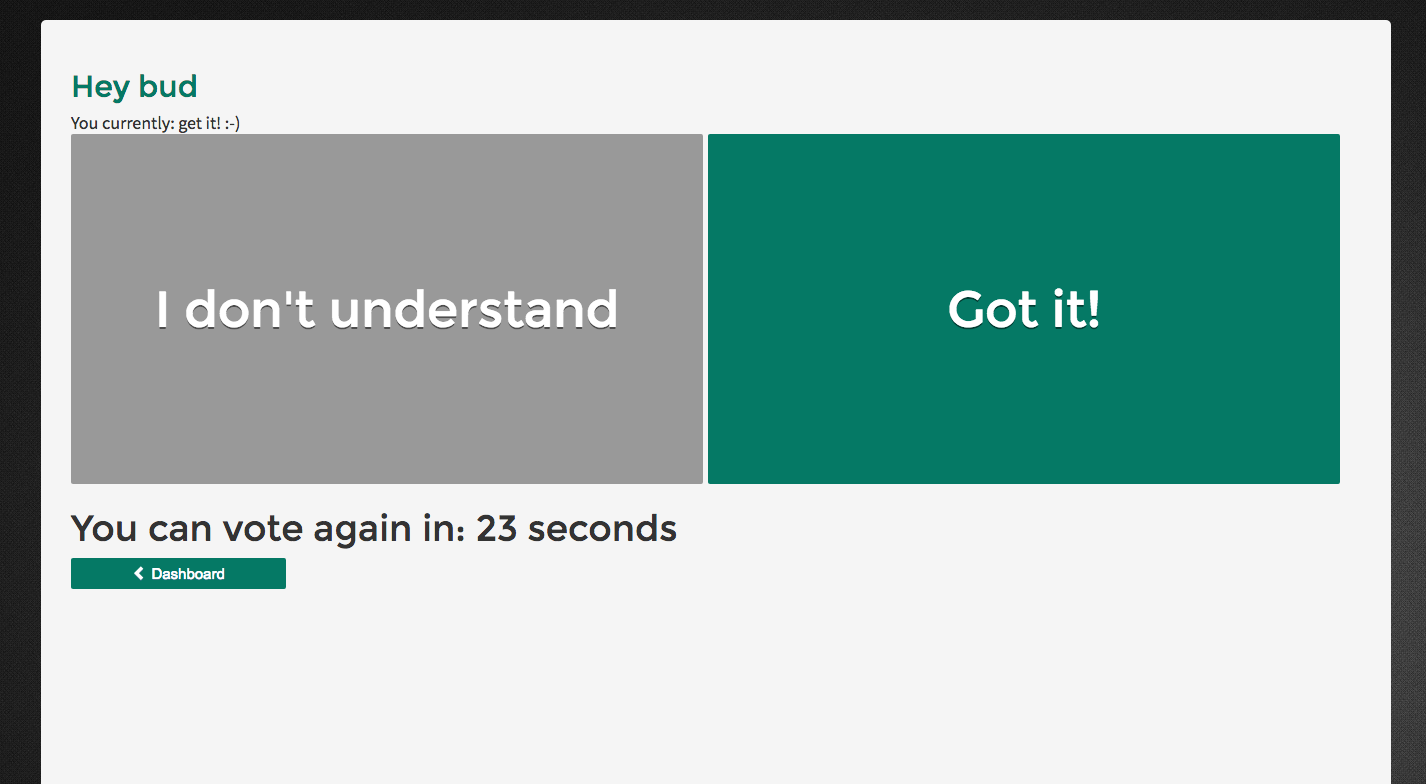 Hey bud
You currently: get it! :-)
I don't understand
Got it!
You can vote again in: 23 seconds
Dashboard